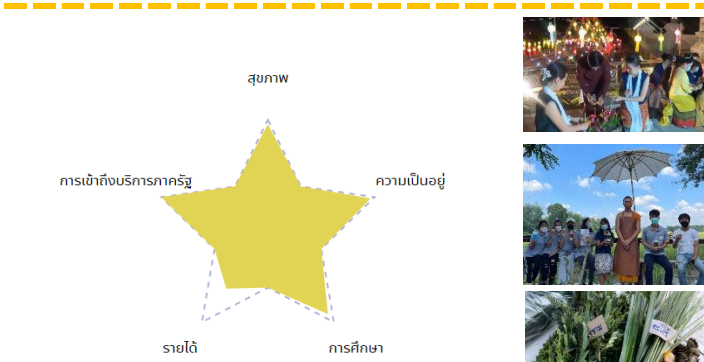 สุขภาพ
การเข้าถึงบริการภาครัฐ
ความเป็นอยู่
รายได้
การศึกษา